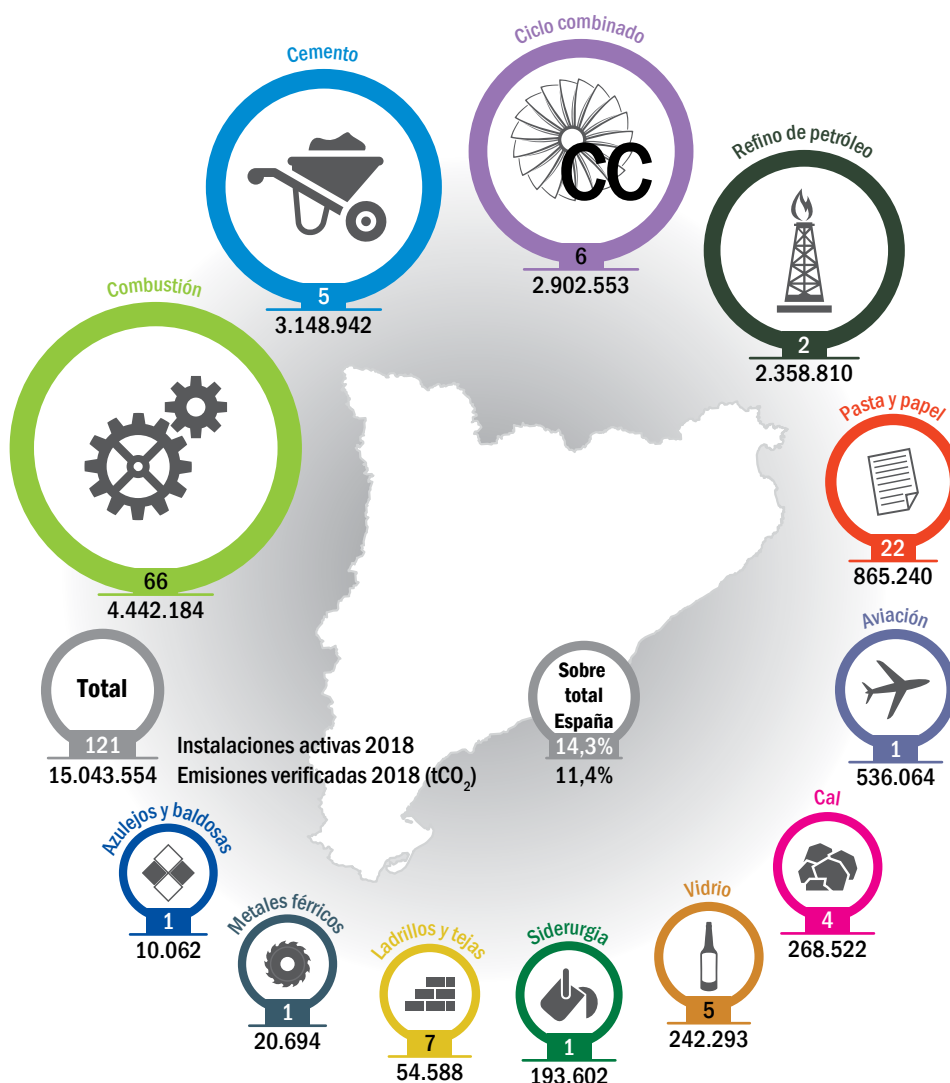 Cemento
5
3.148.942
Ciclo combinado
CC
6
2.902.553
Refino de petróleo
2
2.358.810
Combustión
66
4.442.184
Pasta y papel
22
865.240
Aviación
1
536.064
Total
121
15.043.554
Instalaciones activas 2018
Emisiones verificadas 2018 (tCO₂)
Sobre
total
España
14,3%
11,4%
Cal
4
268.522
Azulejos y baldosas
1
10.062
Metales férricos
1
20.694
Ladrillos y tejas
7
54.588
Siderurgia
1
193.602
Vidrio
5
242.293